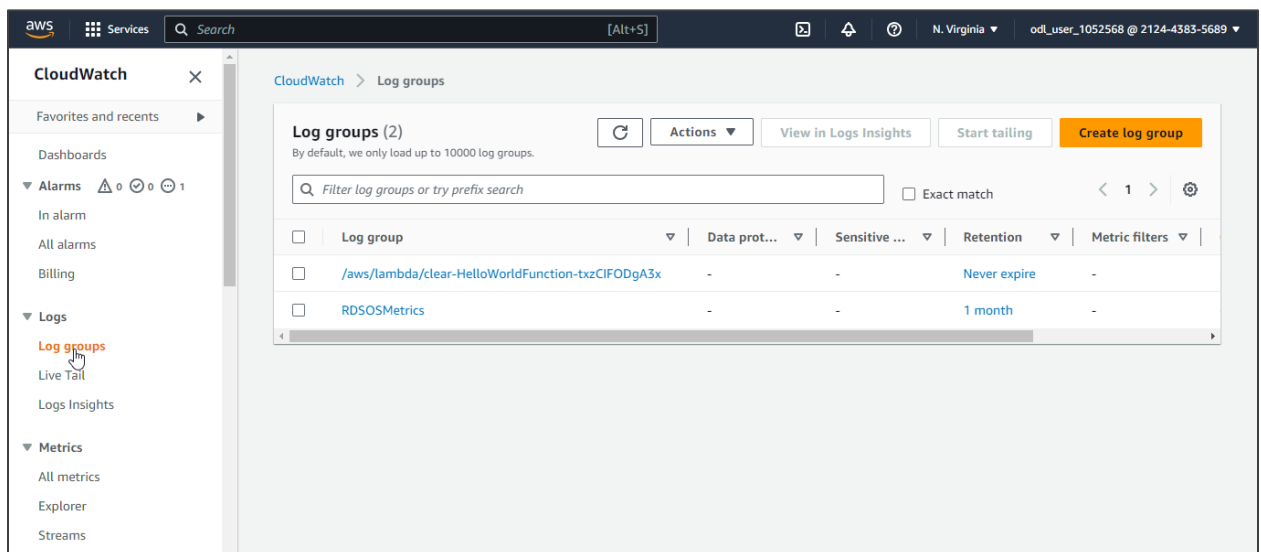 aws Services Search [Alt+S] N. Virginia odl_user_1052568 @ 2124-4383-5689
CloudWatch
Favorites and recents
Dashboards
Alarms 0 0 1
In alarm
All alarms
Billing
Logs
Log groups
Live Tail
Logs Insights
Metrics
All metrics
Explorer
Streams
CloudWatch > Log groups
Log groups (2) Actions View in Logs Insights Start tailing Create log group
By default, we only load up to 10000 log groups.
Filter log groups or try prefix search Exact match < 1 >
Log group Data prot... Sensitive ... Retention Metric filters
/aws/lambda/clear-HelloWorldFunction-txzCIFODgA3x - - Never expire -
RDSOSMetrics - - 1 month -